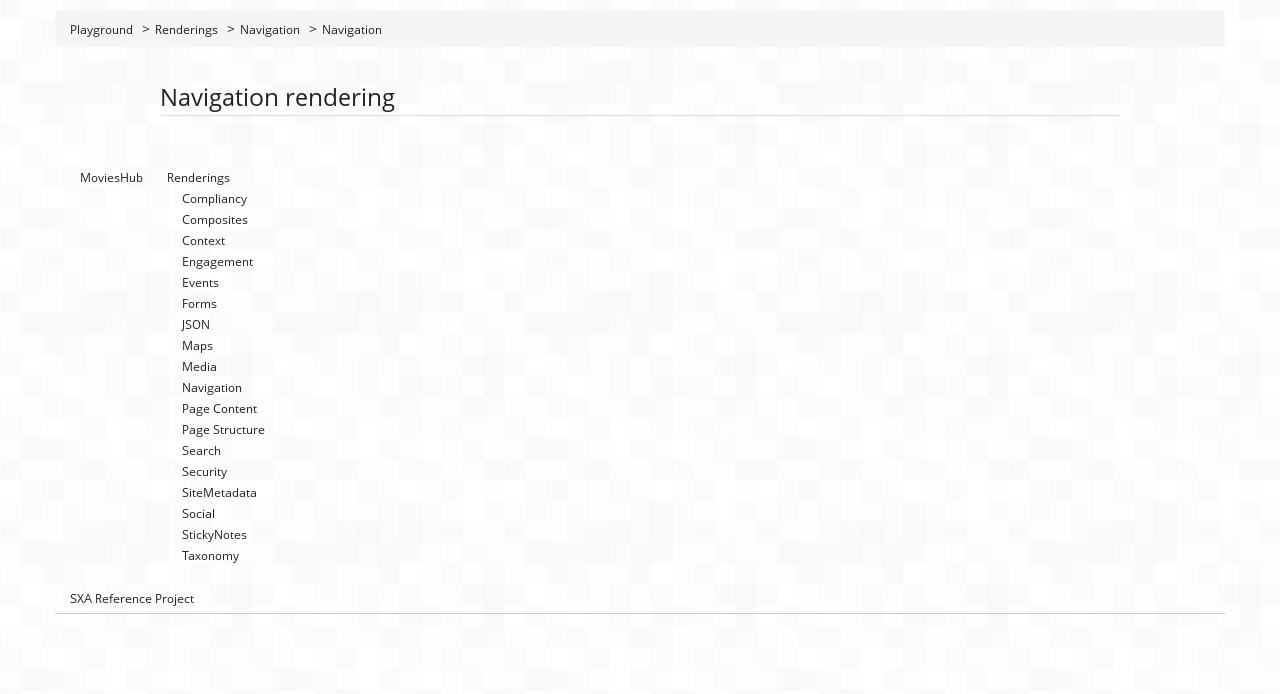 Playground > Renderings > Navigation > Navigation
Navigation rendering
MoviesHub Renderings
Compliancy
Composites
Context
Engagement
Events
Forms
JSON
Maps
Media
Navigation
Page Content
Page Structure
Search
Security
SiteMetadata
Social
StickyNotes
Taxonomy
SXA Reference Project